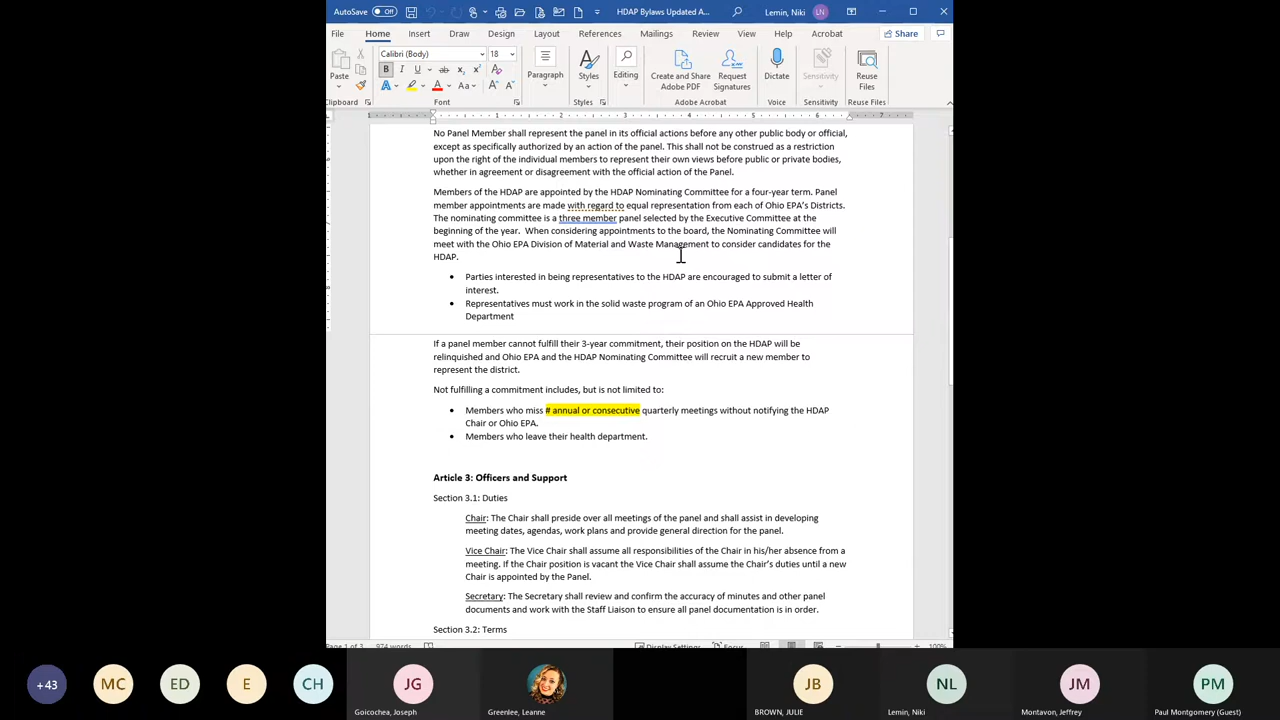 AutoSave Off HDAP Bylaws Updated A... Lemin, Niki LN
File Home Insert Draw Design Layout References Mailings Review View Help Acrobat Share
Calibri (Body) 18
Paste
Paragraph
Styles
Editing
Create and Share
Adobe PDF
Request
Signatures
Dictate
Sensitivity
Reuse
Files
Clipboard Font Styles Adobe Acrobat Voice Sensitivity Reuse Files
No Panel Member shall represent the panel in its official actions before any other public body or official,
except as specifically authorized by an action of the panel. This shall not be construed as a restriction
upon the right of the individual members to represent their own views before public or private bodies,
whether in agreement or disagreement with the official action of the Panel.
Members of the HDAP are appointed by the HDAP Nominating Committee for a four-year term. Panel
member appointments are made with regard to equal representation from each of Ohio EPA's Districts.
The nominating committee is a three member panel selected by the Executive Committee at the
beginning of the year. When considering appointments to the board, the Nominating Committee will
meet with the Ohio EPA Division of Material and Waste Management to consider candidates for the
HDAP.
• Parties interested in being representatives to the HDAP are encouraged to submit a letter of
interest.
• Representatives must work in the solid waste program of an Ohio EPA Approved Health
Department
If a panel member cannot fulfill their 3-year commitment, their position on the HDAP will be
relinquished and Ohio EPA and the HDAP Nominating Committee will recruit a new member to
represent the district.
Not fulfilling a commitment includes, but is not limited to:
• Members who miss # annual or consecutive quarterly meetings without notifying the HDAP
Chair or Ohio EPA.
• Members who leave their health department.
Article 3: Officers and Support
Section 3.1: Duties
Chair: The Chair shall preside over all meetings of the panel and shall assist in developing
meeting dates, agendas, work plans and provide general direction for the panel.
Vice Chair: The Vice Chair shall assume all responsibilities of the Chair in his/her absence from a
meeting. If the Chair position is vacant the Vice Chair shall assume the Chair's duties until a new
Chair is appointed by the Panel.
Secretary: The Secretary shall review and confirm the accuracy of minutes and other panel
documents and work with the Staff Liaison to ensure all panel documentation is in order.
Section 3.2: Terms
Page 1 of 3 974 words Display Settings Focus 100%
+43 MC ED E CH JG JB NL JM PM
Goicochea, Joseph Greenlee, Leanne BROWN, JULIE Lemin, Niki Montavon, Jeffrey Paul Montgomery (Guest)